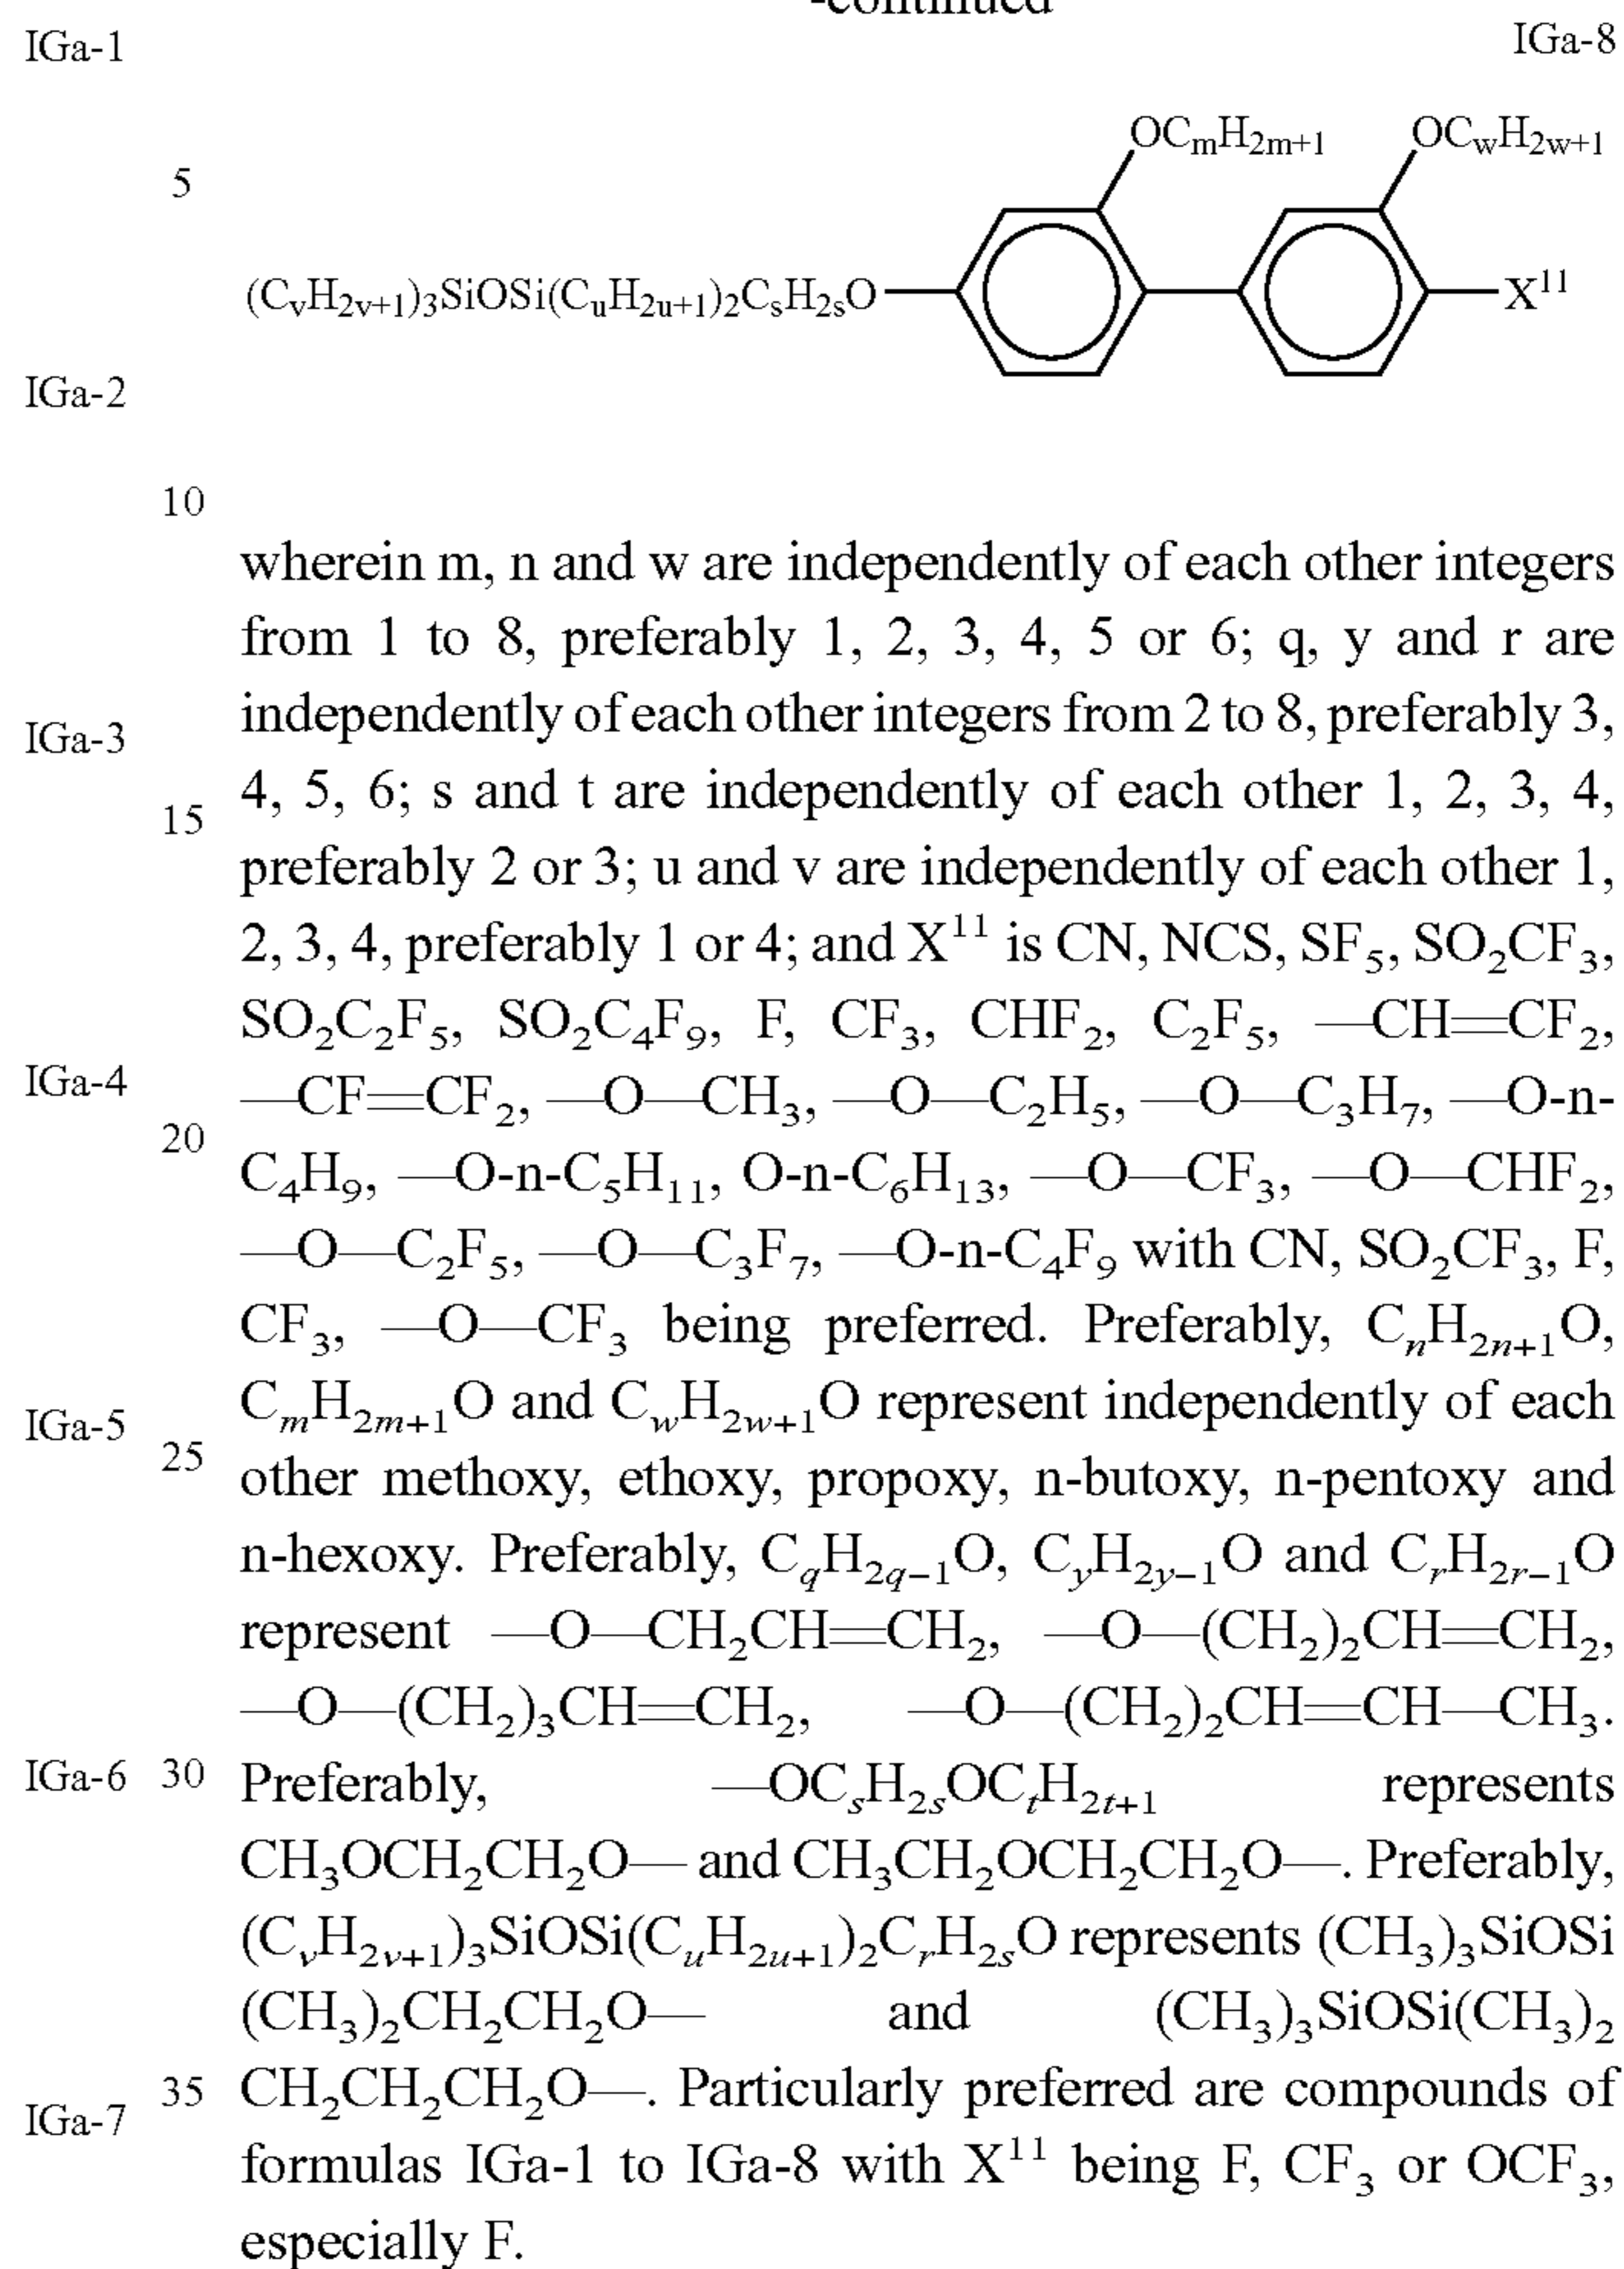 -continued
IGa-1
IGa-8
OCmH2m+1 OCwH2w+1
5
(CvH2v+1)3SiOSi(CuH2u+1)2CsH2sO X¹¹
IGa-2
10
wherein m, n and w are independently of each other integers
from 1 to 8, preferably 1, 2, 3, 4, 5 or 6; q, y and r are
independently of each other integers from 2 to 8, preferably 3,
IGa-3
4, 5, 6; s and t are independently of each other 1, 2, 3, 4,
15
preferably 2 or 3; u and v are independently of each other 1,
2, 3, 4, preferably 1 or 4; and X¹¹ is CN, NCS, SF₅, SO₂CF₃,
SO₂C₂F₅, SO₂C₄F₉, F, CF₃, CHF₂, C₂F₅, —CH═CF₂,
IGa-4
—CF═CF₂, —O—CH₃, —O—C₂H₅, —O—C₃H₇, —O-n-
20
C₄H₉, —O-n-C₅H₁₁, O-n-C₆H₁₃, —O—CF₃, —O—CHF₂,
—O—C₂F₅, —O—C₃F₇, —O-n-C₄F₉ with CN, SO₂CF₃, F,
CF₃, —O—CF₃ being preferred. Preferably, CnH2n+1O,
IGa-5
CmH2m+1O and CwH2w+1O represent independently of each
25
other methoxy, ethoxy, propoxy, n-butoxy, n-pentoxy and
n-hexoxy. Preferably, CqH2q−1O, CyH2y−1O and CrH2r−1O
represent —O—CH₂CH═CH₂, —O—(CH₂)₂CH═CH₂,
—O—(CH₂)₃CH═CH₂, —O—(CH₂)₂CH═CH—CH₃.
IGa-6
30
Preferably, —OCsH2sOCtH2t+1 represents
CH₃OCH₂CH₂O— and CH₃CH₂OCH₂CH₂O—. Preferably,
(CvH2v+1)3SiOSi(CuH2u+1)2CrH2sO represents (CH₃)₃SiOSi
(CH₃)₂CH₂CH₂O— and (CH₃)₃SiOSi(CH₃)₂
35
CH₂CH₂CH₂O—. Particularly preferred are compounds of
IGa-7
formulas IGa-1 to IGa-8 with X¹¹ being F, CF₃ or OCF₃,
especially F.